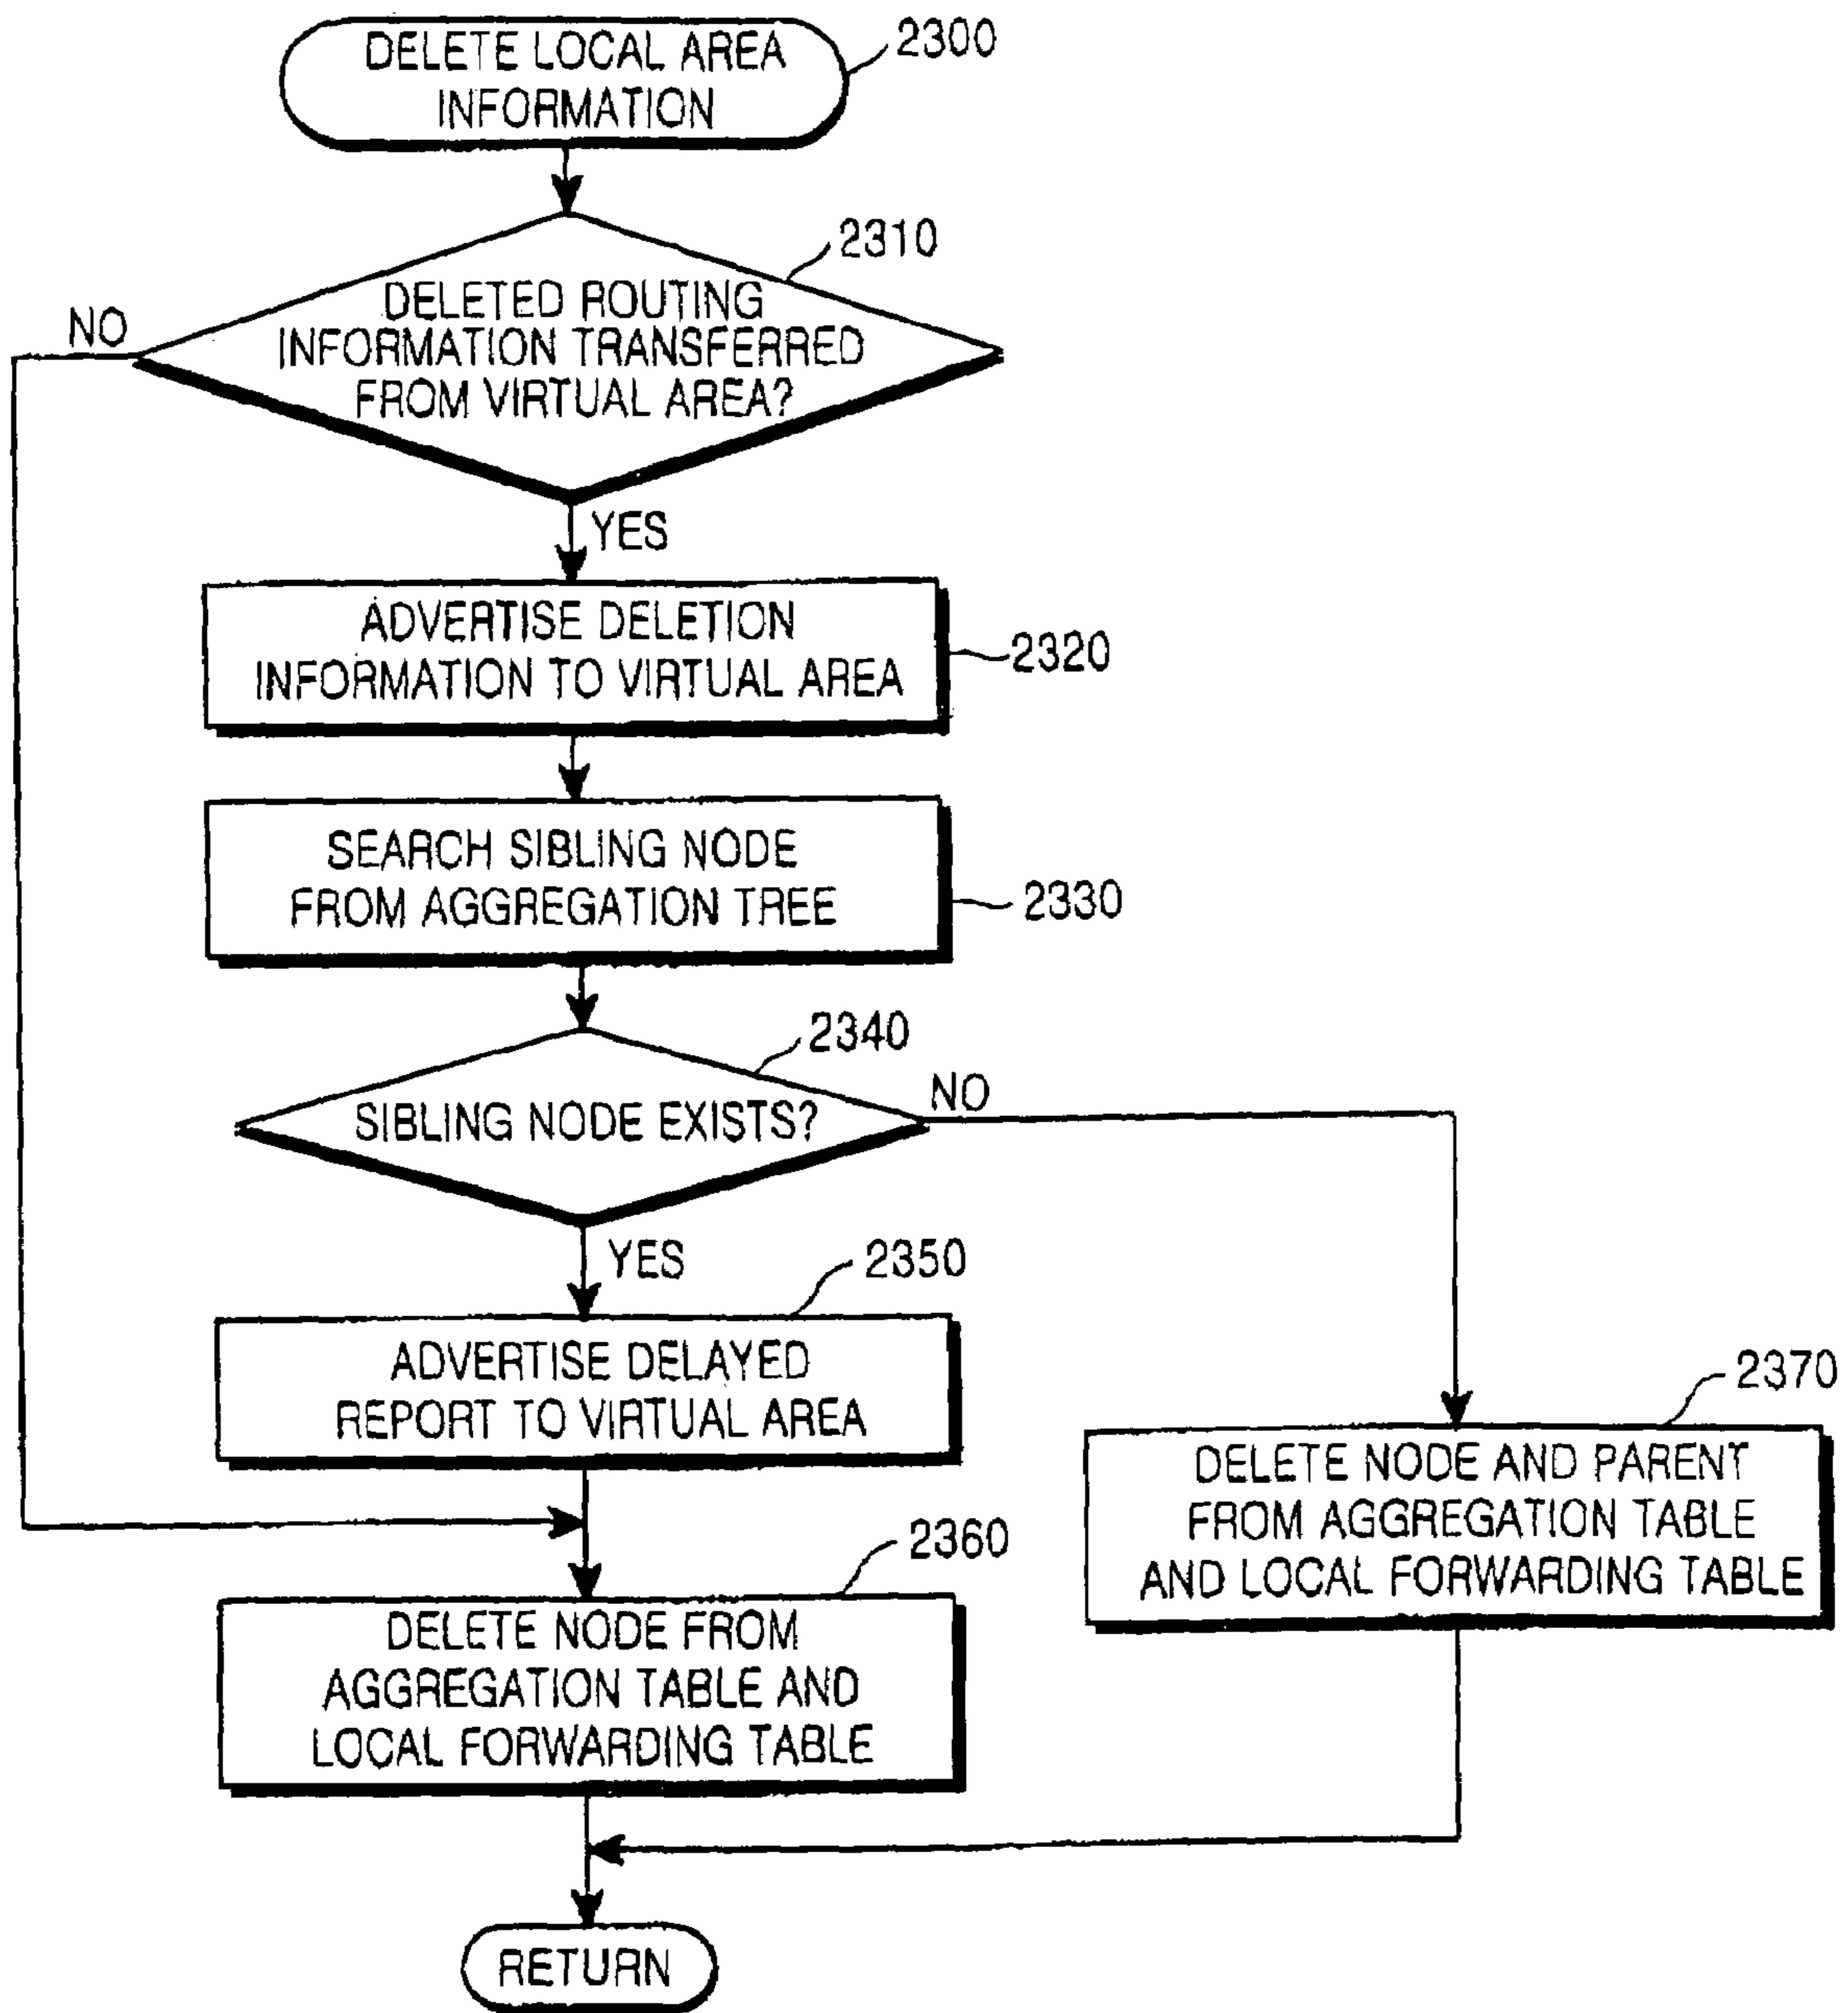 DELETE LOCAL AREA
INFORMATION
2300
2310
DELETED ROUTING
INFORMATION TRANSFERRED
FROM VIRTUAL AREA?
NO
YES
ADVERTISE DELETION
INFORMATION TO VIRTUAL AREA
2320
SEARCH SIBLING NODE
FROM AGGREGATION TREE
2330
2340
SIBLING NODE EXISTS?
NO
YES
2350
ADVERTISE DELAYED
REPORT TO VIRTUAL AREA
2370
DELETE NODE AND PARENT
FROM AGGREGATION TABLE
AND LOCAL FORWARDING TABLE
2360
DELETE NODE FROM
AGGREGATION TABLE AND
LOCAL FORWARDING TABLE
RETURN